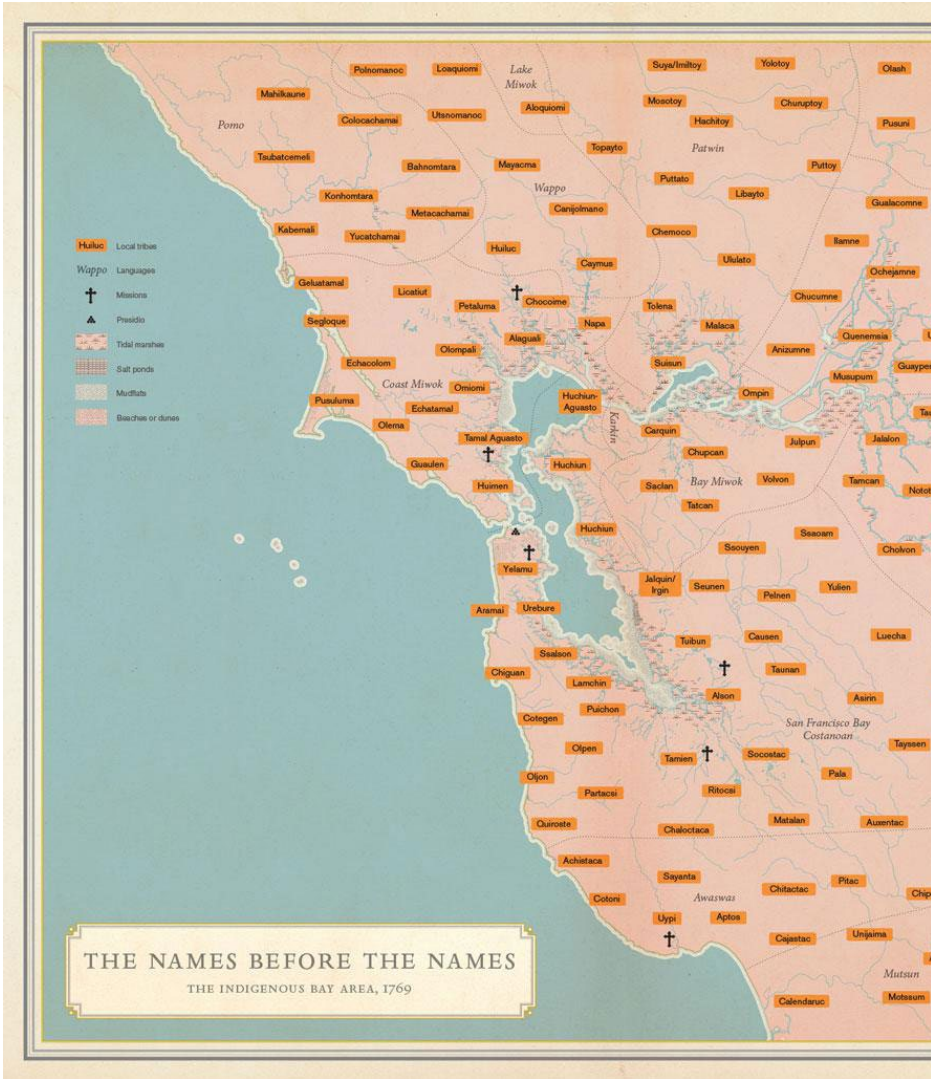 Polnomanoc
Loaquiomi
Lake
Miwok
Suya/Imiltoy
Yolotoy
Olash
Mahilkaune
Colocachamai
Utsnomanoc
Aloquiomi
Mosotoy
Churuptoy
Hachitoy
Pusuni
Pomo
Tsubatcemeli
Bahnomtara
Mayacma
Topayto
Patwin
Puttoy
Puttato
Wappo
Libayto
Konhomtara
Metacachamai
Canijolmano
Gualacomne
Kabemali
Yucatchamai
Chemoco
Ilamne
Huiluc
Ululato
Caymus
Ochejamne
Huiluc
Local tribes
Wappo
Languages
Missions
Presidio
Tidal marshes
Salt ponds
Mudflats
Beaches or dunes
Geluatamal
Licatiut
Petaluma
Chocoime
Tolena
Chucumne
Segloque
Alaguali
Napa
Malaca
Quenemsia
Echacolom
Olompali
Suisun
Anizumne
Guaypen
Coast Miwok
Omiomi
Huchiun-
Aguasto
Ompin
Musupum
Pusuluma
Echatamal
Karkin
Olema
Tamal Aguasto
Carquin
Julpun
Jalalon
Chupcan
Guaulen
Huchiun
Bay Miwok
Volvon
Tamcan
Huimen
Saclan
Tatcan
Huchiun
Ssouyen
Seaoam
Cholvon
Yelamu
Jalquin/
Irgin
Seunen
Pelnen
Yulien
Aramai
Urebure
Tuibun
Causen
Luecha
Ssalson
Taunan
Chiguan
Lamchin
Alson
Asirin
Cotegen
Puichon
San Francisco Bay
Costanoan
Olpen
Tamien
Socostac
Tayssen
Oljon
Partacsi
Ritocsi
Pala
Quiroste
Chaloctaca
Matalan
Auxentac
Achistaca
Sayanta
Chitactac
Pitac
Cotoni
Awaswas
Uypi
Aptos
Cajastac
Unijaima
Mutsun
Calendaruc
Motssum
THE NAMES BEFORE THE NAMES
THE INDIGENOUS BAY AREA, 1769